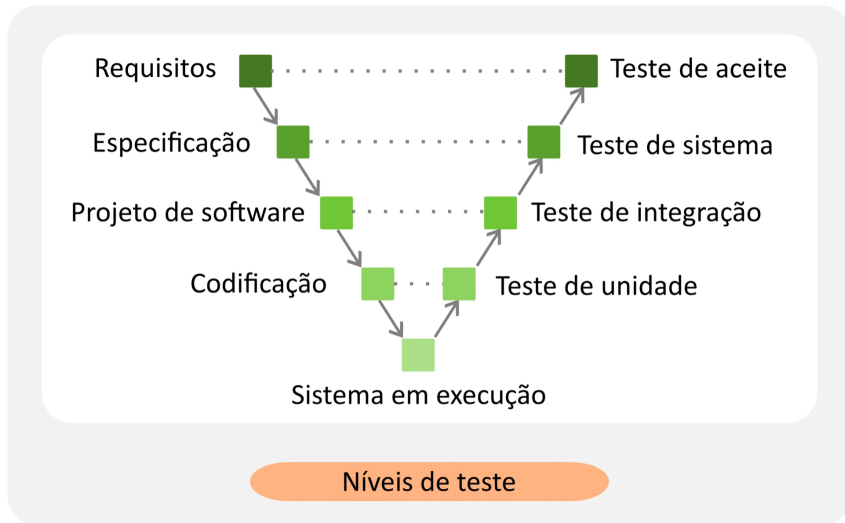 Requisitos
Teste de aceite
Especificação
Teste de sistema
Projeto de software
Teste de integração
Codificação
Teste de unidade
Sistema em execução
Níveis de teste